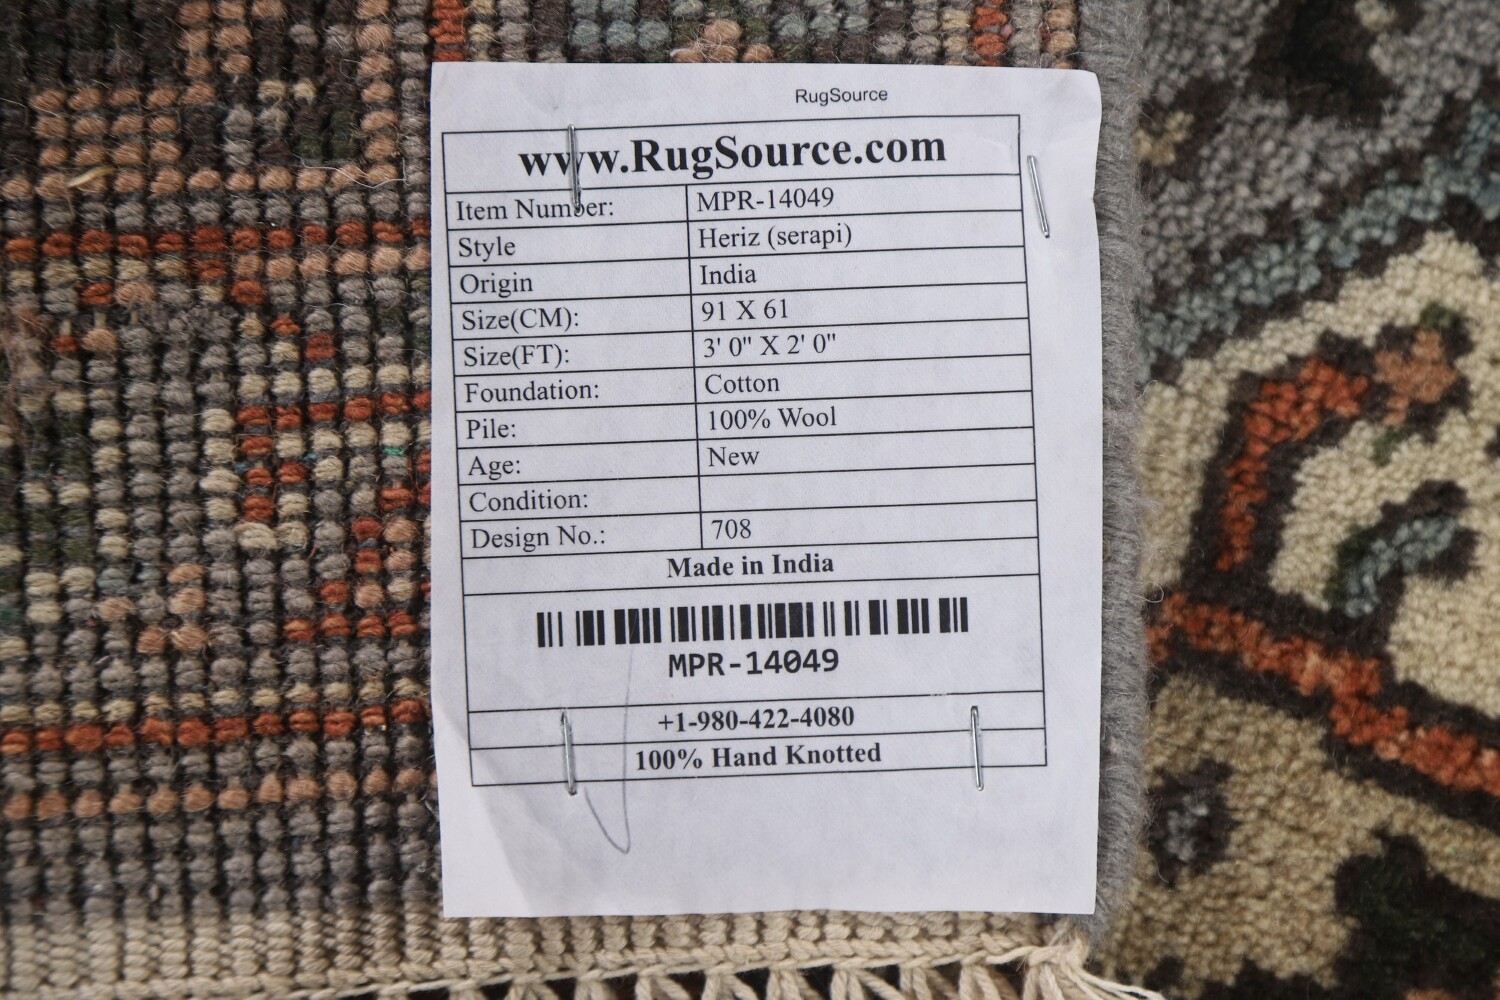 RugSource
www.RugSource.com
Item Number: MPR-14049
Style Heriz (serapi)
Origin India
Size(CM): 91 X 61
Size(FT): 3' 0" X 2' 0"
Foundation: Cotton
Pile: 100% Wool
Age: New
Condition:
Design No.: 708
Made in India
MPR-14049
+1-980-422-4080
100% Hand Knotted